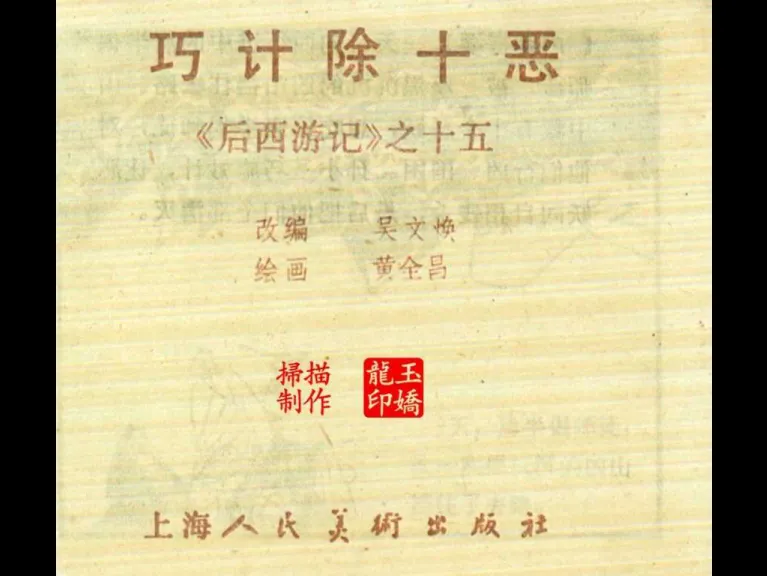 巧计除十恶
《后西游记》之十五
改编 吴文焕
绘画 黄全昌
掃描
制作
玉嬌
龍印
上海人民美術出版社